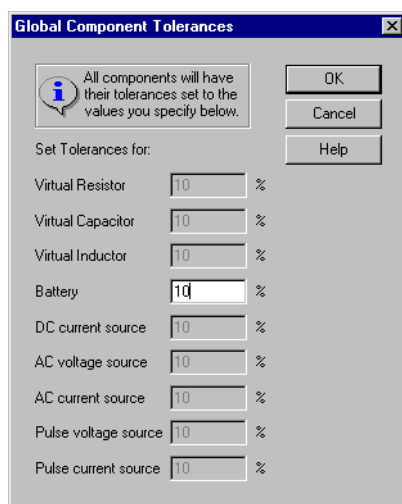 Global Component Tolerances
All components will have
their tolerances set to the
values you specify below.
OK
Cancel
Help
Set Tolerances for:
Virtual Resistor 10 %
Virtual Capacitor 10 %
Virtual Inductor 10 %
Battery 10 %
DC current source 10 %
AC voltage source 10 %
AC current source 10 %
Pulse voltage source 10 %
Pulse current source 10 %